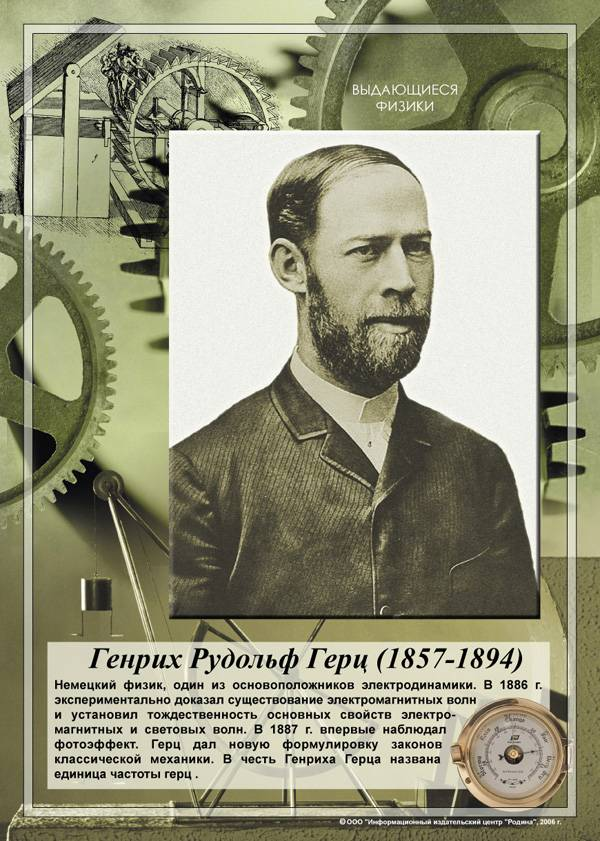 ВЫДАЮЩИЕСЯ
ФИЗИКИ
Генрих Рудольф Герц (1857-1894)
Немецкий физик, один из основоположников электродинамики. В 1886 г.
экспериментально доказал существование электромагнитных волн
и установил тождественность основных свойств электро-
магнитных и световых волн. В 1887 г. впервые наблюдал
фотоэффект. Герц дал новую формулировку законов
классической механики. В честь Генриха Герца названа
единица частоты герц .
© ООО "Информационный издательский центр "Родина", 2006 г.